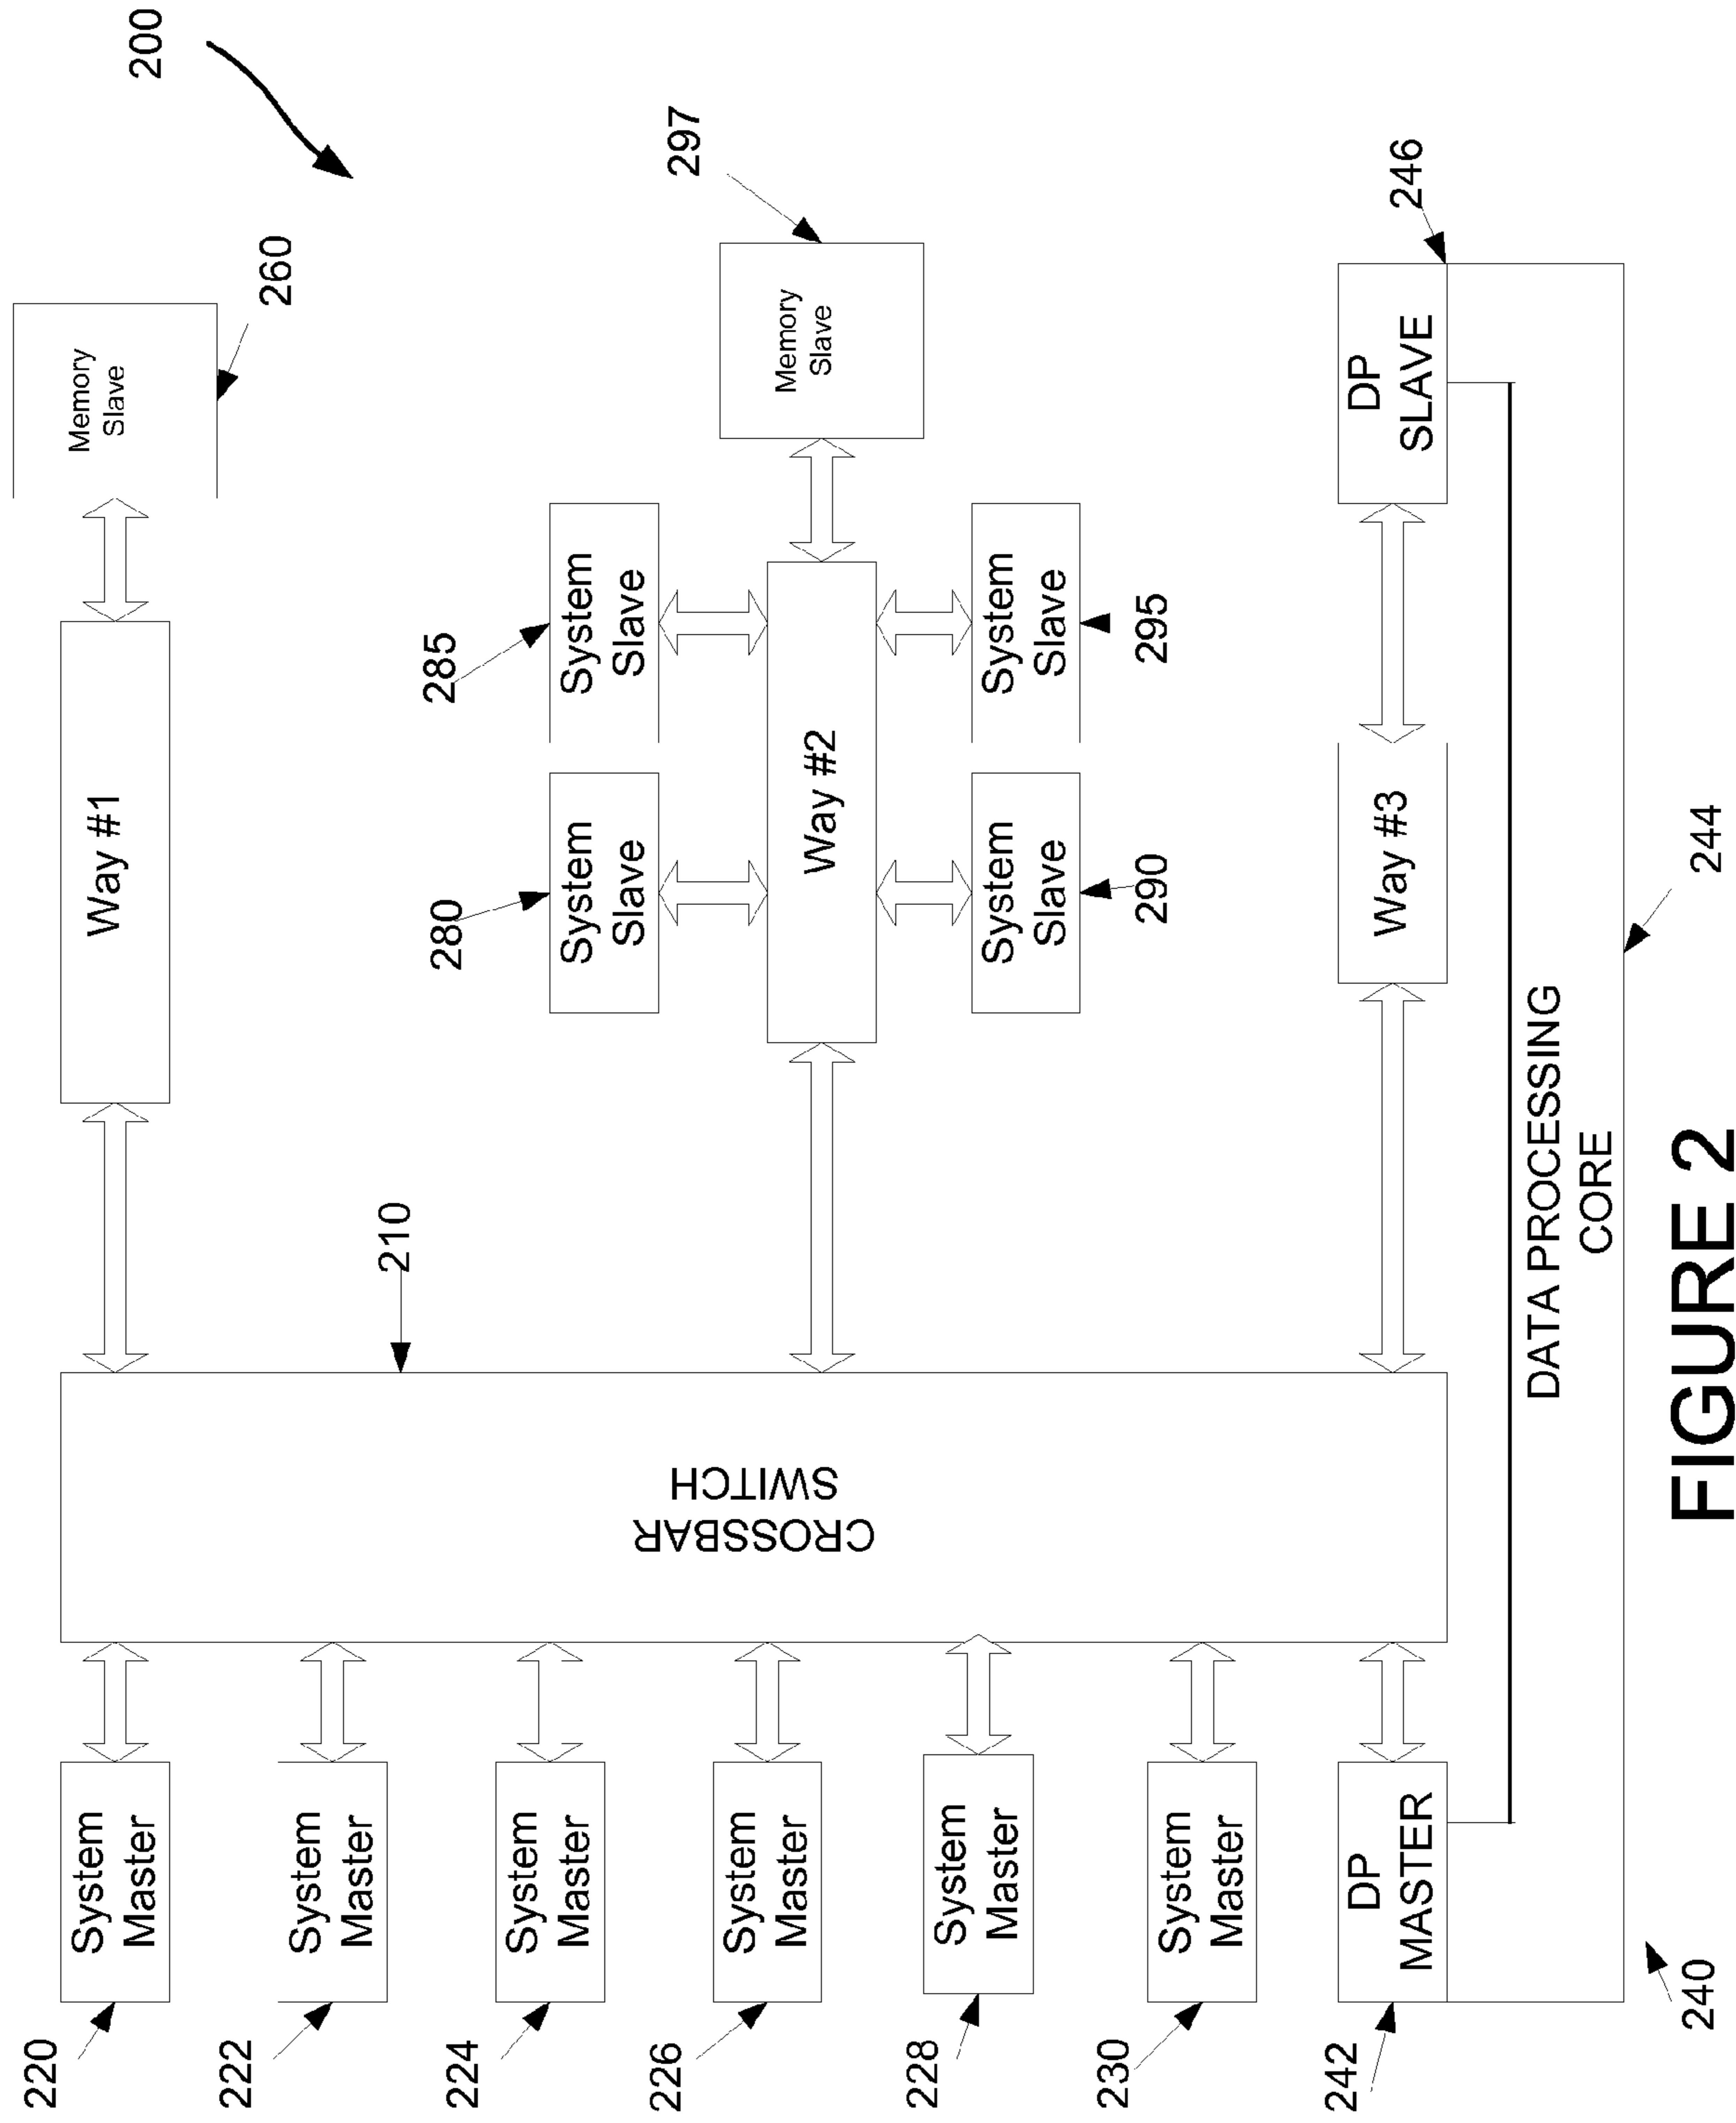 200
220
System
Master
222
System
Master
224
System
Master
226
System
Master
228
System
Master
230
System
Master
242
DP
MASTER
240
CROSSBAR
SWITCH
210
Way #1
Memory
Slave
260
280
System
Slave
285
System
Slave
Way #2
Memory
Slave
297
System
Slave
290
System
Slave
295
Way #3
DP
SLAVE
246
DATA PROCESSING
CORE
244
FIGURE 2